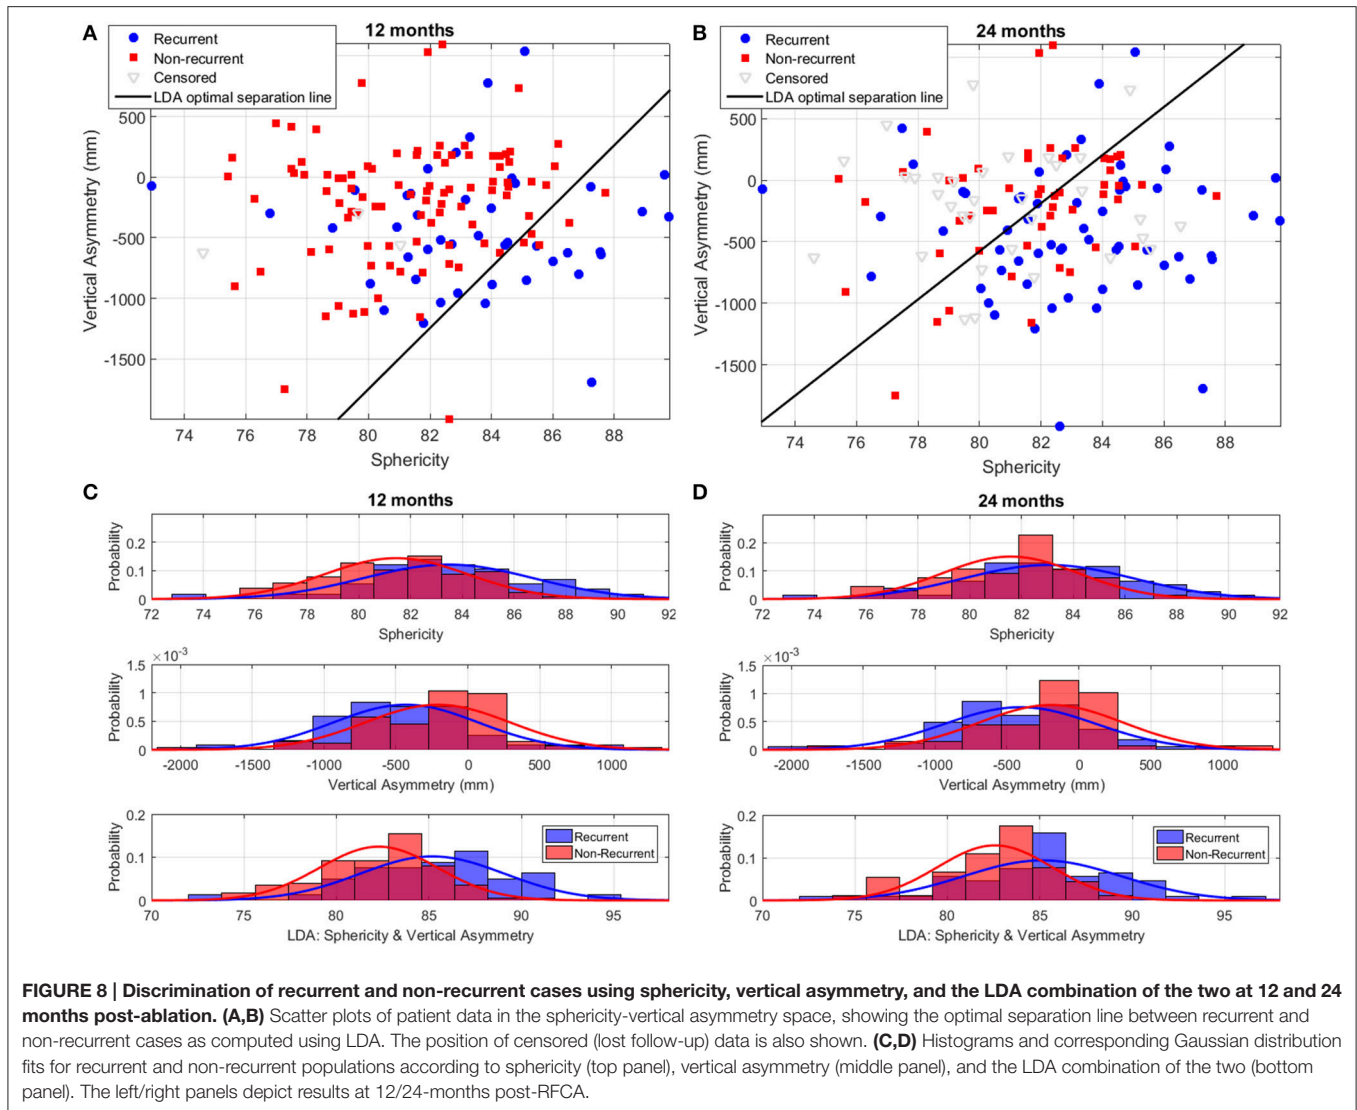 A
12 months
Recurrent
Non-recurrent
Censored
LDA optimal separation line
Vertical Asymmetry (mm)
500
0
-500
-1000
-1500
74 76 78 80 82 84 86 88
Sphericity
B
24 months
Recurrent
Non-recurrent
Censored
LDA optimal separation line
Vertical Asymmetry (mm)
500
0
-500
-1000
-1500
74 76 78 80 82 84 86 88
Sphericity
C
12 months
Probability
0.2
0.1
0
72 74 76 78 80 82 84 86 88 90 92
Sphericity
×10⁻³
Probability
1.5
1
0.5
0
-2000 -1500 -1000 -500 0 500 1000
Vertical Asymmetry (mm)
Probability
0.2
0.1
0
Recurrent
Non-Recurrent
70 75 80 85 90 95
LDA: Sphericity & Vertical Asymmetry
D
24 months
Probability
0.2
0.1
0
72 74 76 78 80 82 84 86 88 90 92
Sphericity
×10⁻³
Probability
1.5
1
0.5
0
-2000 -1500 -1000 -500 0 500 1000
Vertical Asymmetry (mm)
Probability
0.2
0.1
0
Recurrent
Non-Recurrent
70 75 80 85 90 95
LDA: Sphericity & Vertical Asymmetry
FIGURE 8 | Discrimination of recurrent and non-recurrent cases using sphericity, vertical asymmetry, and the LDA combination of the two at 12 and 24
months post-ablation. (A,B) Scatter plots of patient data in the sphericity-vertical asymmetry space, showing the optimal separation line between recurrent and
non-recurrent cases as computed using LDA. The position of censored (lost follow-up) data is also shown. (C,D) Histograms and corresponding Gaussian distribution
fits for recurrent and non-recurrent populations according to sphericity (top panel), vertical asymmetry (middle panel), and the LDA combination of the two (bottom
panel). The left/right panels depict results at 12/24-months post-RFCA.